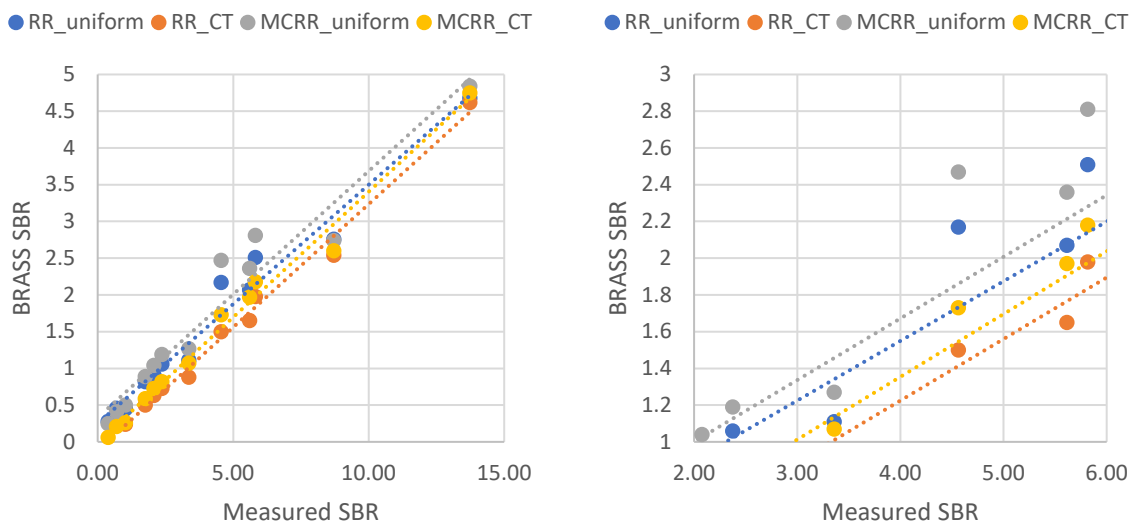 RR_uniform RR_CT MCRR_uniform MCRR_CT
5
4.5
4
3.5
3
2.5
2
1.5
1
0.5
0
BRASS SBR
0.00 5.00 10.00 15.00
Measured SBR
RR_uniform RR_CT MCRR_uniform MCRR_CT
3
2.8
2.6
2.4
2.2
2
1.8
1.6
1.4
1.2
1
BRASS SBR
2.00 3.00 4.00 5.00 6.00
Measured SBR